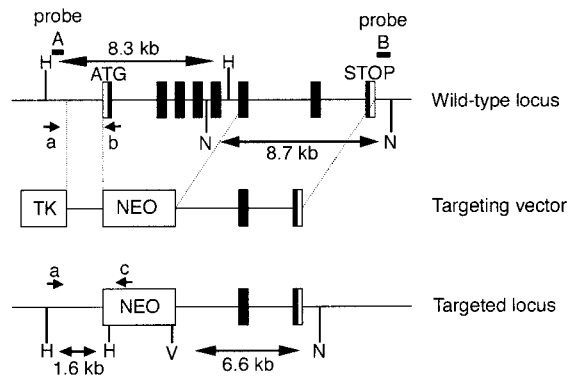 probe
A
probe
B
8.3 kb
H
H
ATG
STOP
Wild-type locus
a
b
N
8.7 kb
N
TK
NEO
Targeting vector
a
c
NEO
Targeted locus
H
1.6 kb
H
V
6.6 kb
N